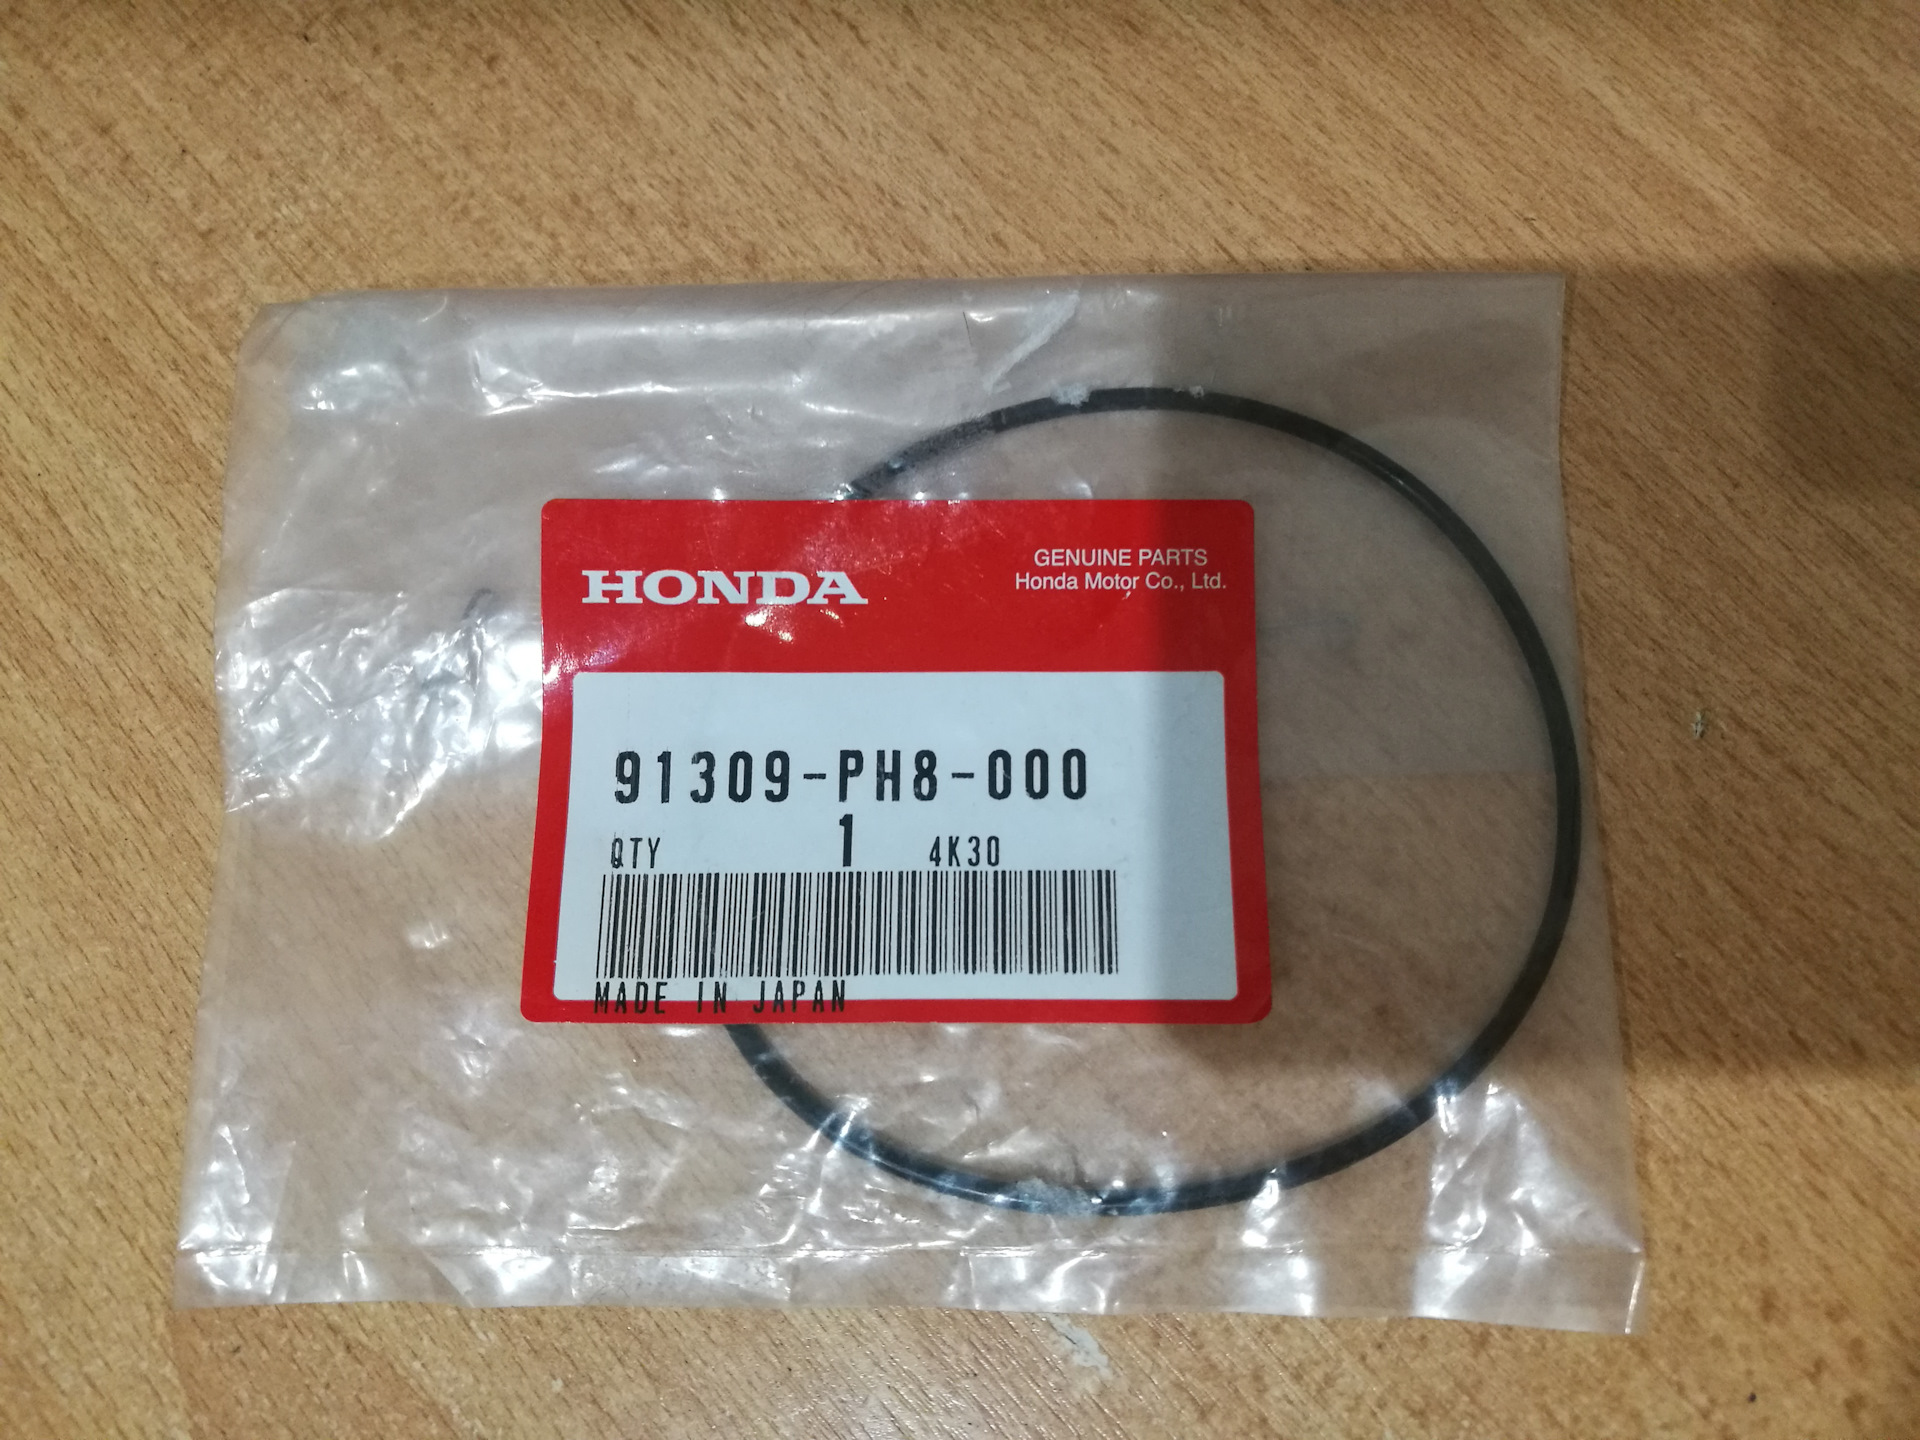 HONDA
GENUINE PARTS
Honda Motor Co., Ltd.
91309-PH8-000
QTY 1 4K30
MADE IN JAPAN